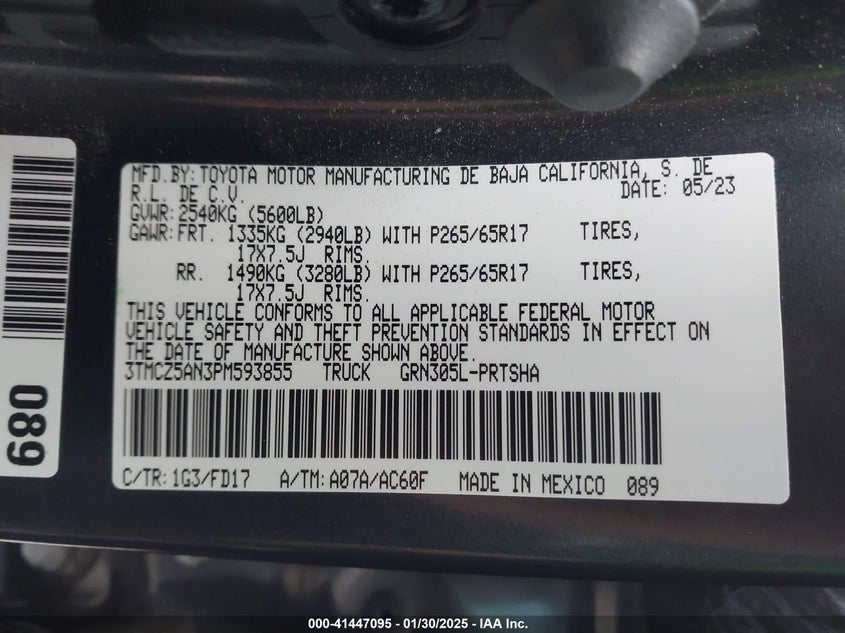 MFD.BY:TOYOTA MOTOR MANUFACTURING DE BAJA CALIFORNIA, S. DE
R.L. DE C.V. DATE: 05/23
GVWR:2540KG (5600LB)
GAWR:FRT. 1335KG (2940LB) WITH P265/65R17 TIRES,
17X7.5J RIMS.
RR. 1490KG (3280LB) WITH P265/65R17 TIRES,
17X7.5J RIMS.
THIS VEHICLE CONFORMS TO ALL APPLICABLE FEDERAL MOTOR
VEHICLE SAFETY AND THEFT PREVENTION STANDARDS IN EFFECT ON
THE DATE OF MANUFACTURE SHOWN ABOVE.
3TMCZ5AN3PM593855 TRUCK GRN305L-PRTSHA
C/TR:1G3/FD17 A/TM:A07A/AC60F MADE IN MEXICO 089
089
000-41447095 — 01/30/2025 — IAA Inc.